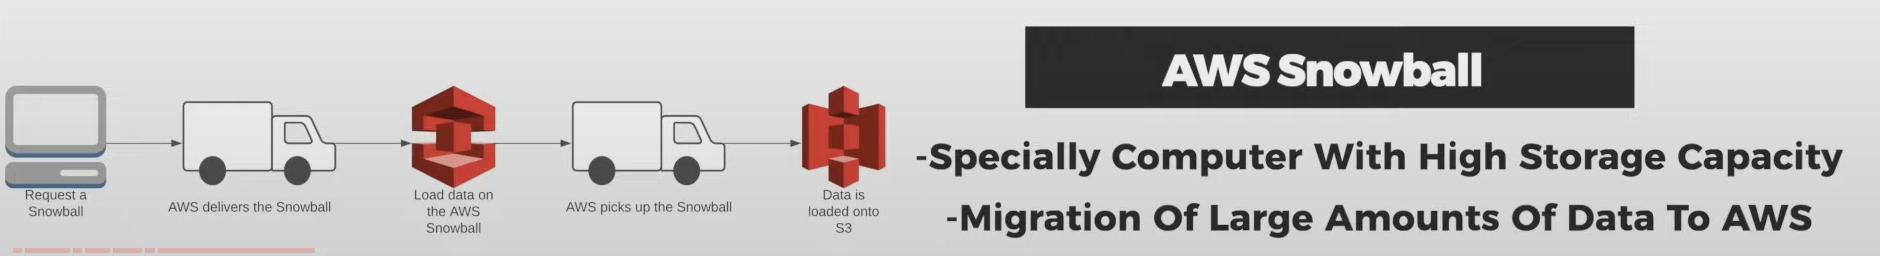 AWS Snowball
-Specially Computer With High Storage Capacity
-Migration Of Large Amounts Of Data To AWS
Request a
Snowball
AWS delivers the Snowball
Load data on
the AWS
Snowball
AWS picks up the Snowball
Data is
loaded onto
S3